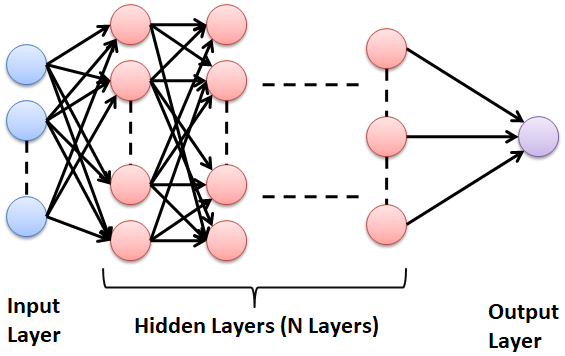 Input
Layer
Hidden Layers (N Layers)
Output
Layer